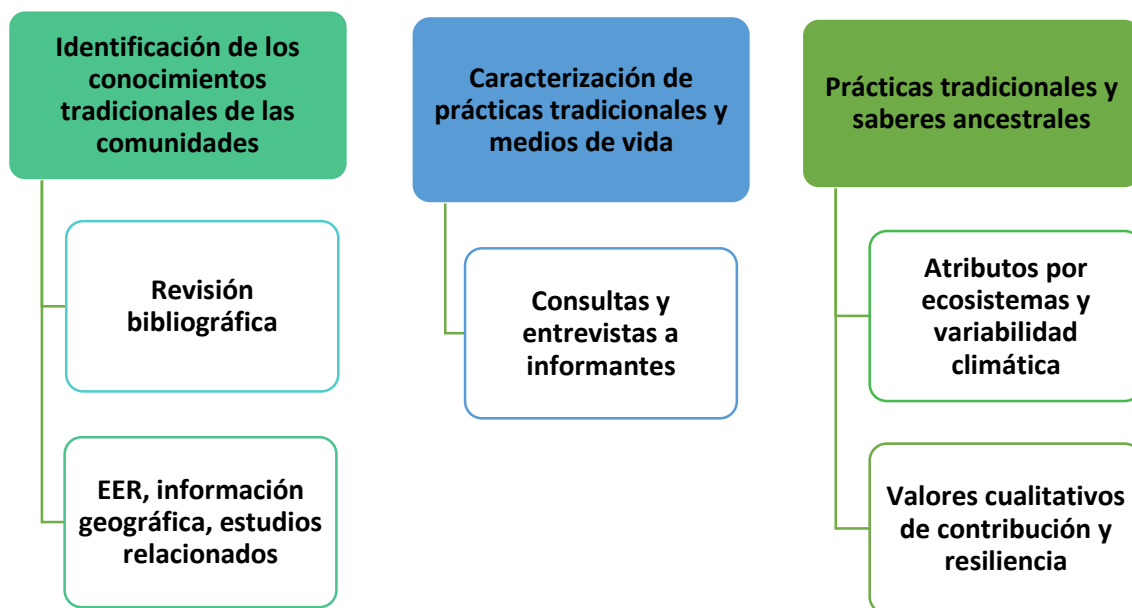 Identificación de los
conocimientos
tradicionales de las
comunidades
Revisión
bibliográfica
EER, información
geográfica, estudios
relacionados
Caracterización de
prácticas tradicionales y
medios de vida
Consultas y
entrevistas a
informantes
Prácticas tradicionales y
saberes ancestrales
Atributos por
ecosistemas y
variabilidad
climática
Valores cualitativos
de contribución y
resiliencia